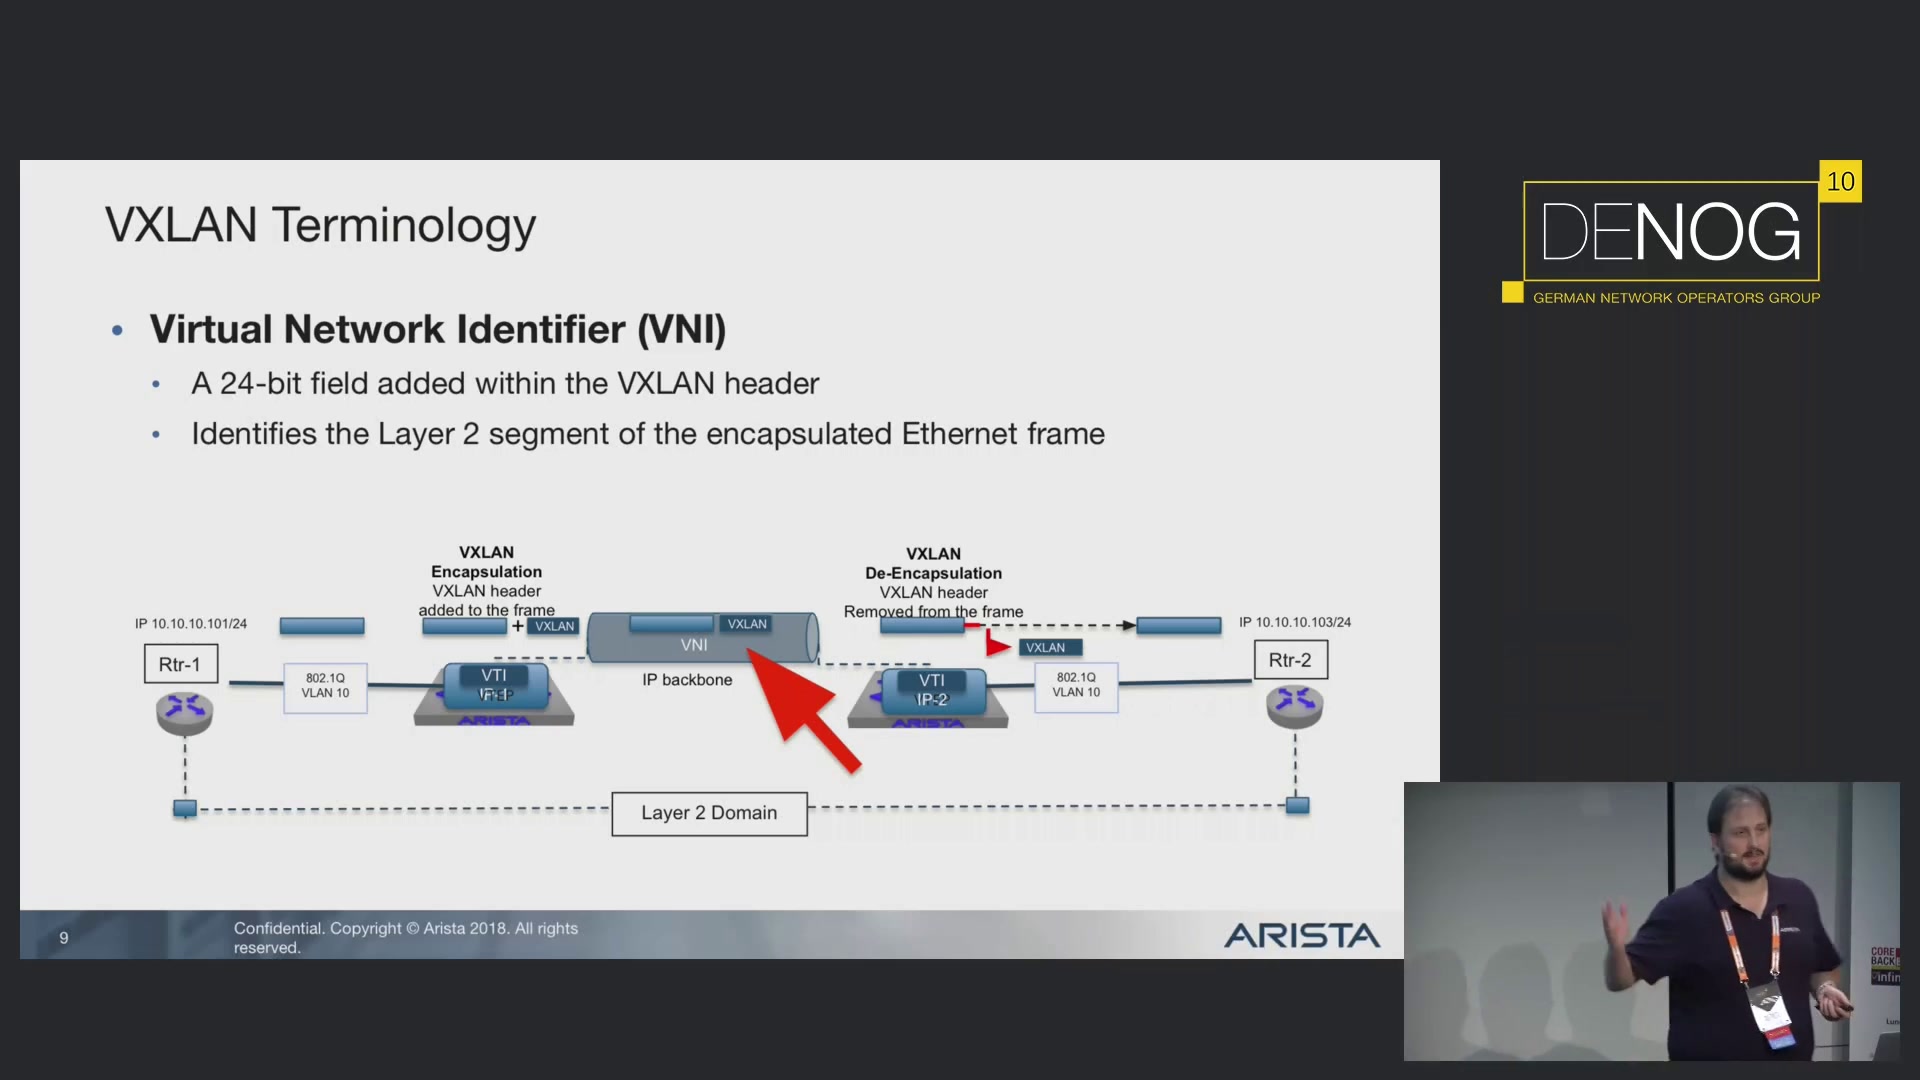 VXLAN Terminology
• Virtual Network Identifier (VNI)
• A 24-bit field added within the VXLAN header
• Identifies the Layer 2 segment of the encapsulated Ethernet frame
VXLAN
Encapsulation
VXLAN header
added to the frame
VXLAN
De-Encapsulation
VXLAN header
Removed from the frame
IP 10.10.10.101/24
+
VXLAN
VXLAN
VNI
IP backbone
VXLAN
IP 10.10.10.103/24
Rtr-1
802.1Q
VLAN 10
VTI
IP-1
ARISTA
VTI
IP-2
ARISTA
802.1Q
VLAN 10
Rtr-2
Layer 2 Domain
9
Confidential. Copyright © Arista 2018. All rights
reserved.
ARISTA
10
DENOG
GERMAN NETWORK OPERATORS GROUP
CORE
BACK
infin